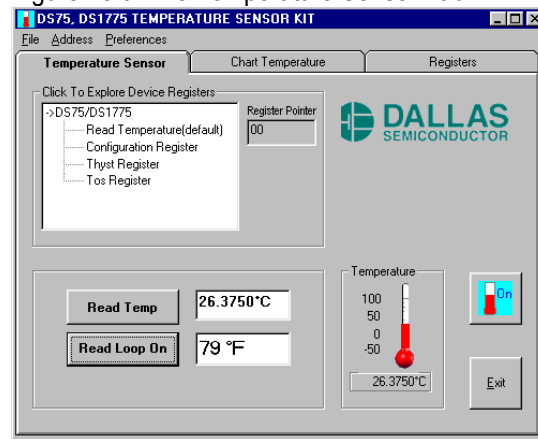 DS75, DS1775 TEMPERATURE SENSOR KIT
File Address Preferences
Temperature Sensor
Chart Temperature
Registers
Click To Explore Device Registers
->DS75/DS1775
Read Temperature(default)
Configuration Register
Thyst Register
Tos Register
Register Pointer
00
DALLAS
SEMICONDUCTOR
Read Temp
26.3750°C
Read Loop On
79 °F
Temperature
100
50
0
-50
26.3750°C
On
Exit